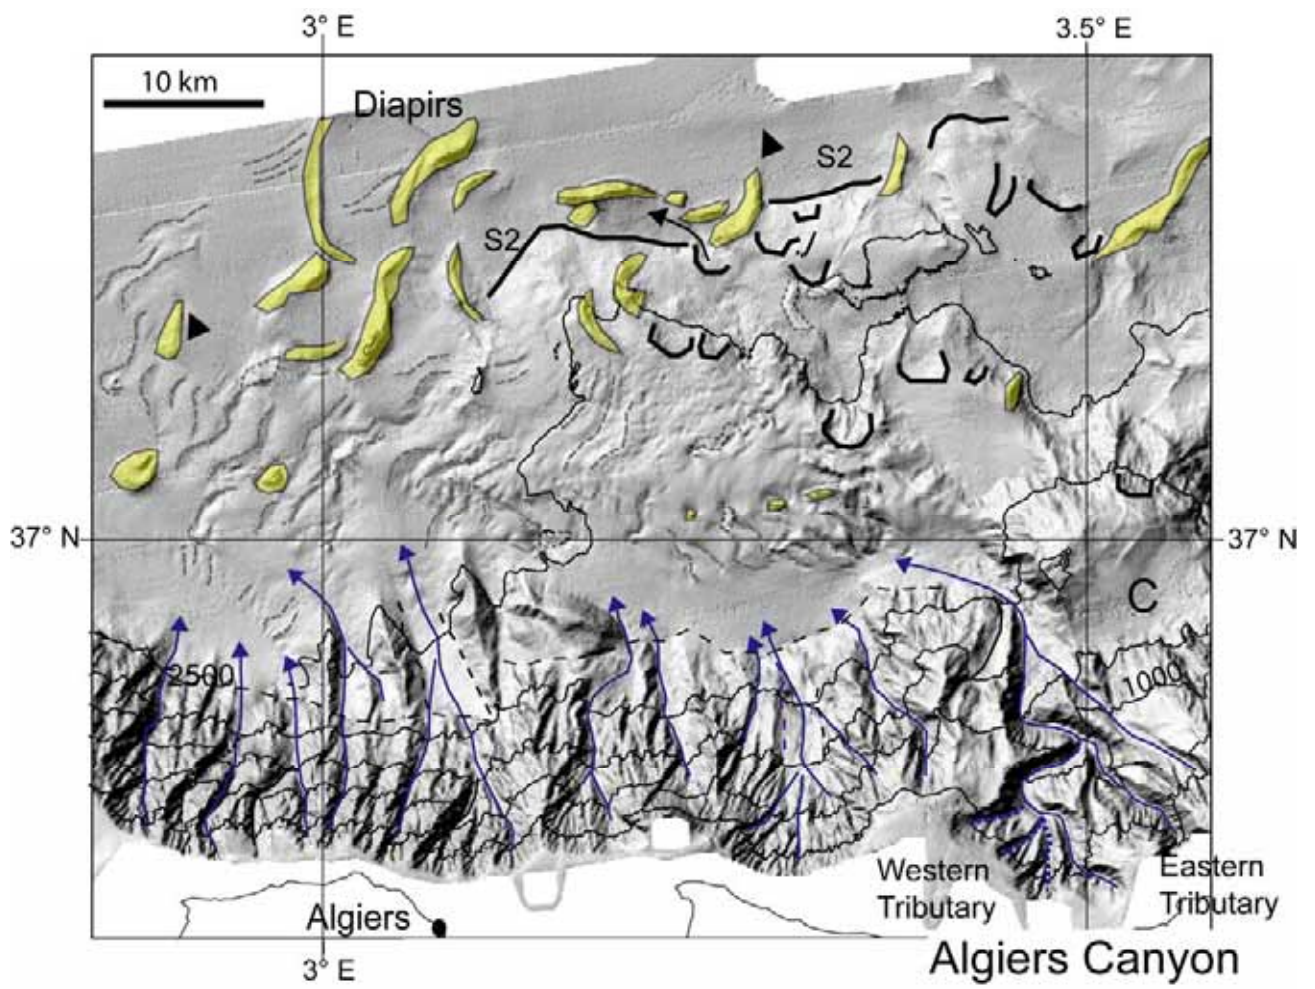 3° E
3.5° E
10 km
Diapirs
S2
S2
37° N
37° N
C
2500
1000
Western
Tributary
Eastern
Tributary
Algiers
Algiers Canyon
3° E